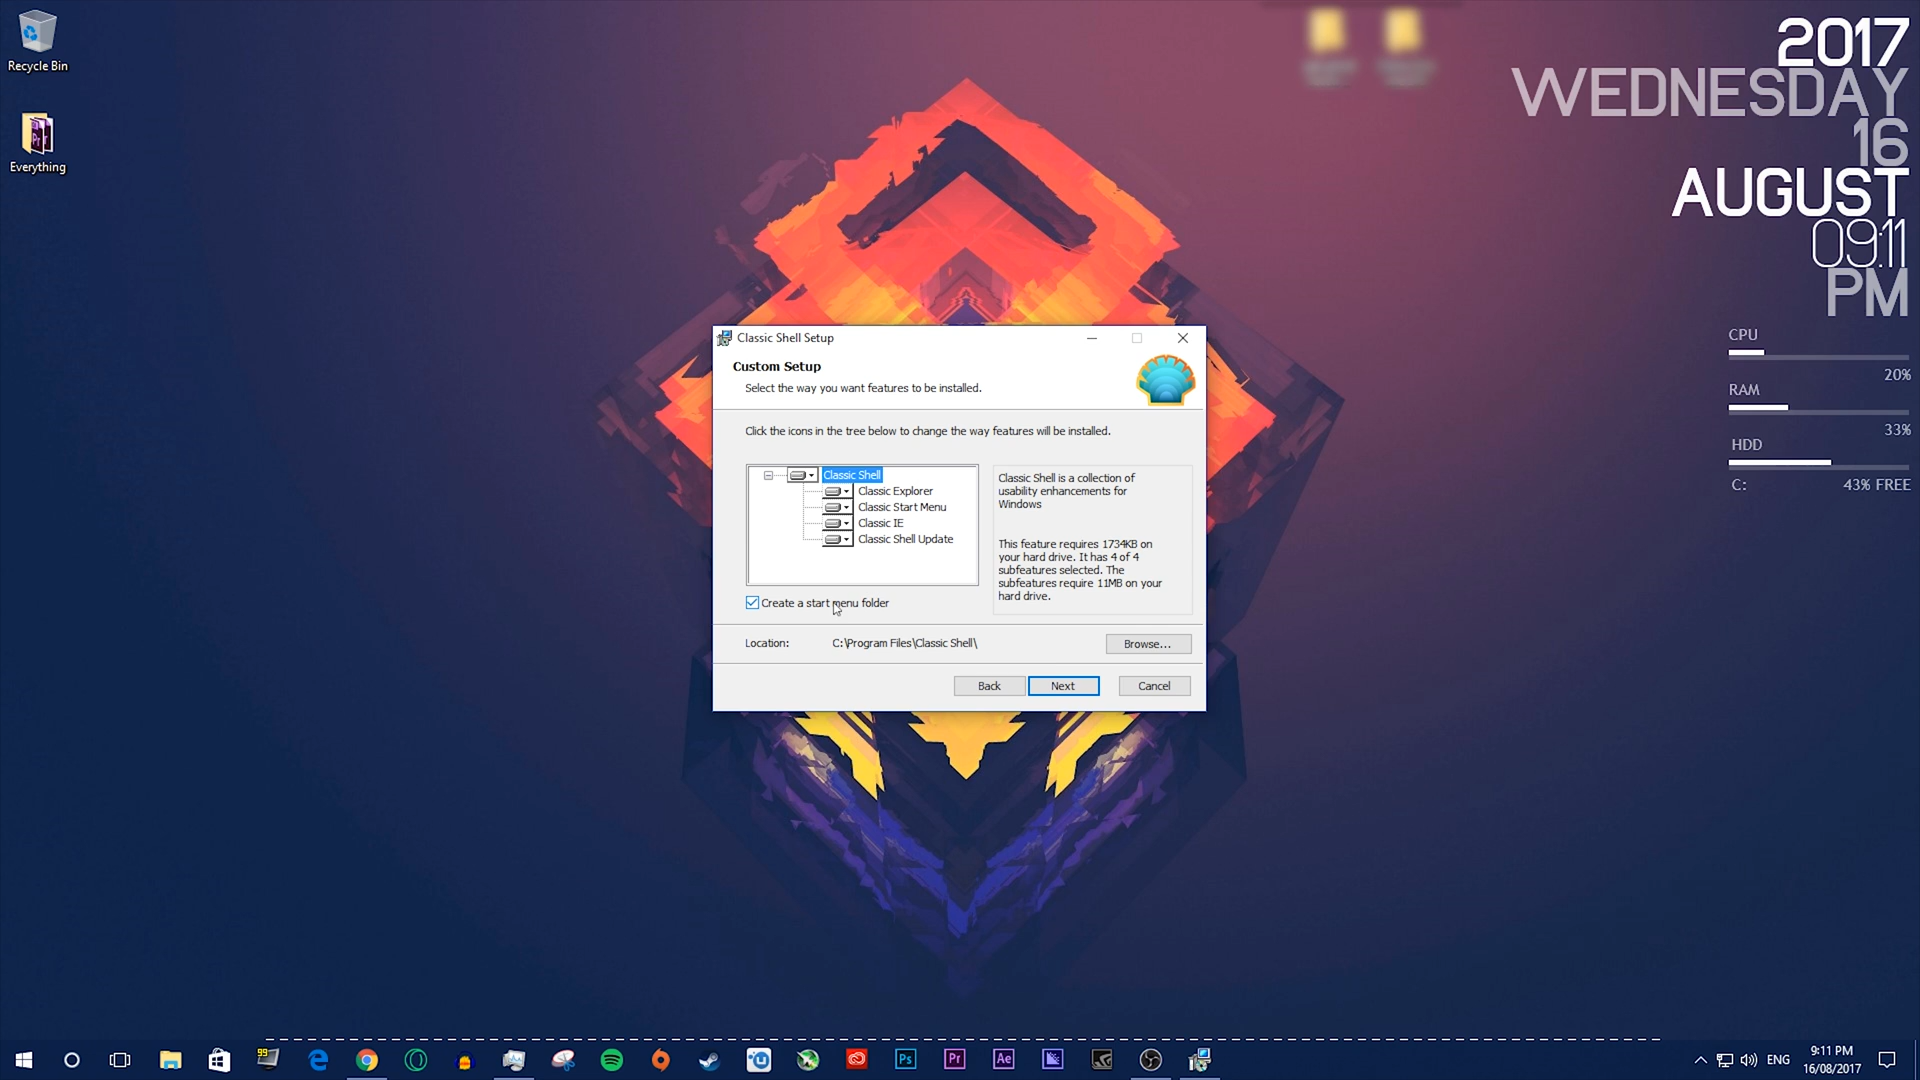 Recycle Bin
Everything
2017
WEDNESDAY
16
AUGUST
09:11
PM
CPU
20%
RAM
33%
HDD
C: 43% FREE
Classic Shell Setup
Custom Setup
Select the way you want features to be installed.
Click the icons in the tree below to change the way features will be installed.
Classic Shell
Classic Explorer
Classic Start Menu
Classic IE
Classic Shell Update
Classic Shell is a collection of
usability enhancements for
Windows
This feature requires 1734KB on
your hard drive. It has 4 of 4
subfeatures selected. The
subfeatures require 11MB on your
hard drive.
Create a start menu folder
Location: C:\Program Files\Classic Shell\
Browse...
Back Next Cancel
99
Pr
Ps
Pr
Ae
ENG
9:11 PM
16/08/2017